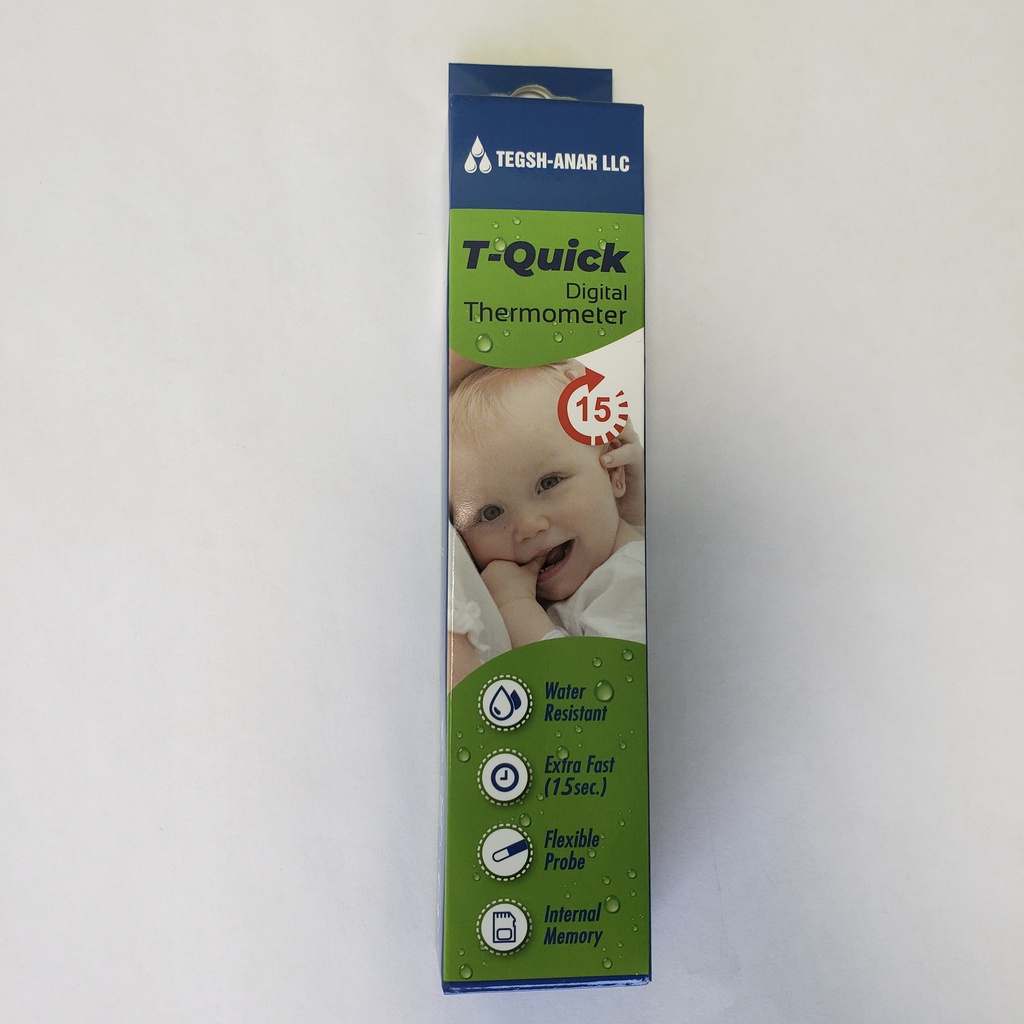 TEGSH-ANAR LLC
T-Quick
Digital
Thermometer
15
Water
Resistant
Extra Fast
(15sec.)
Flexible
Probe
Internal
Memory